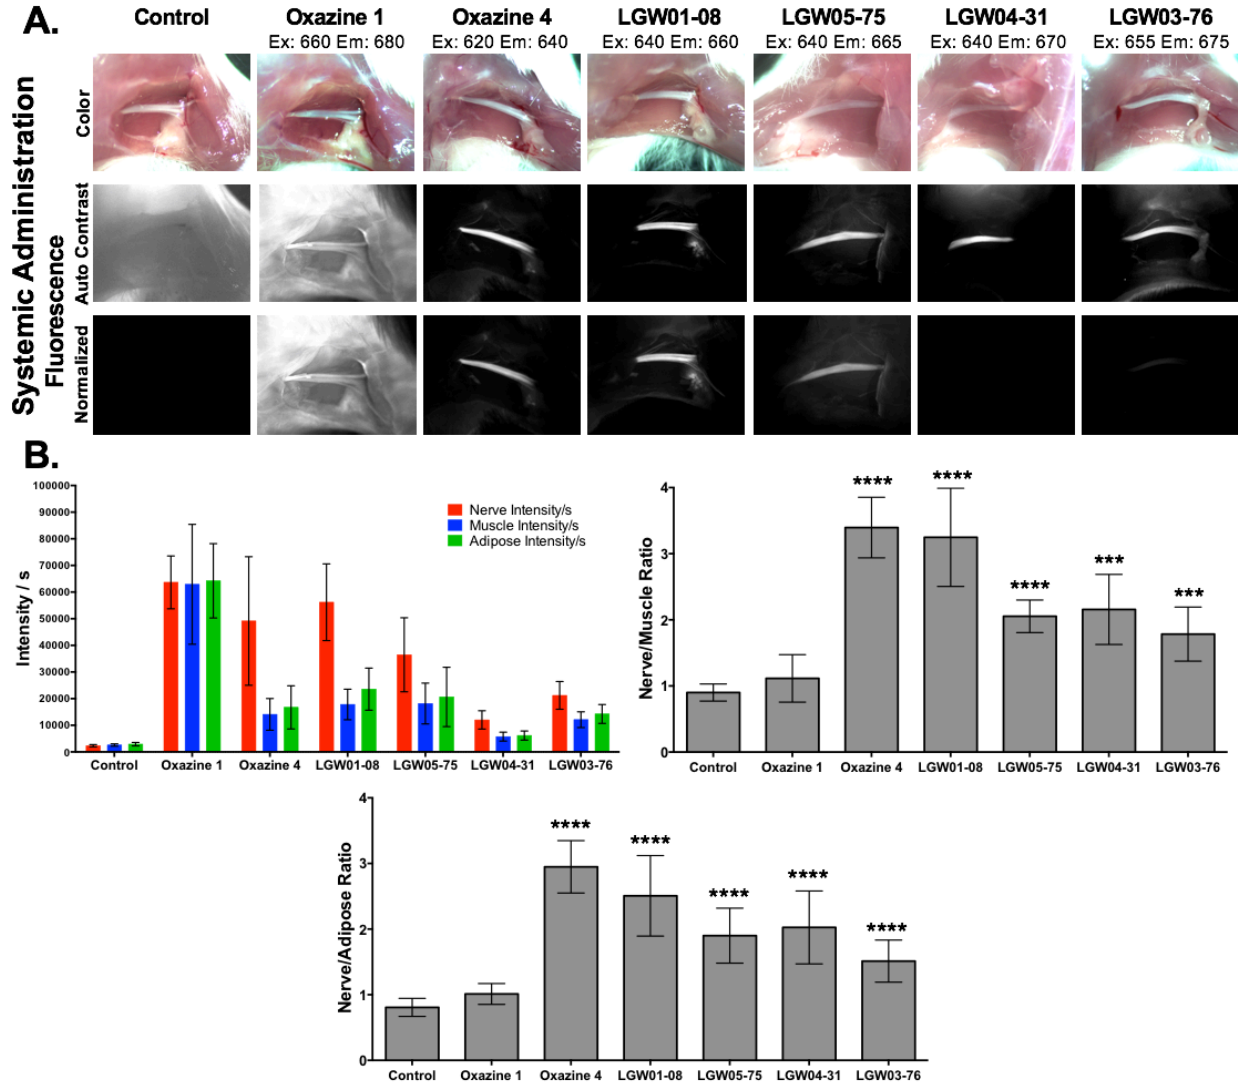 A.
Control Oxazine 1 Oxazine 4 LGW01-08 LGW05-75 LGW04-31 LGW03-76
Ex: 660 Em: 680 Ex: 620 Em: 640 Ex: 640 Em: 660 Ex: 640 Em: 665 Ex: 640 Em: 670 Ex: 655 Em: 675
Systemic Administration
Fluorescence
Color
Auto Contrast
Normalized
B.
Intensity / s
100000
90000
80000
70000
60000
50000
40000
30000
20000
10000
0
Nerve Intensity/s
Muscle Intensity/s
Adipose Intensity/s
Control Oxazine 1 Oxazine 4 LGW01-08 LGW05-75 LGW04-31 LGW03-76
Nerve/Muscle Ratio
4
3
2
1
0
**** **** **** *** ***
Control Oxazine 1 Oxazine 4 LGW01-08 LGW05-75 LGW04-31 LGW03-76
Nerve/Adipose Ratio
4
3
2
1
0
**** **** **** **** ****
Control Oxazine 1 Oxazine 4 LGW01-08 LGW05-75 LGW04-31 LGW03-76